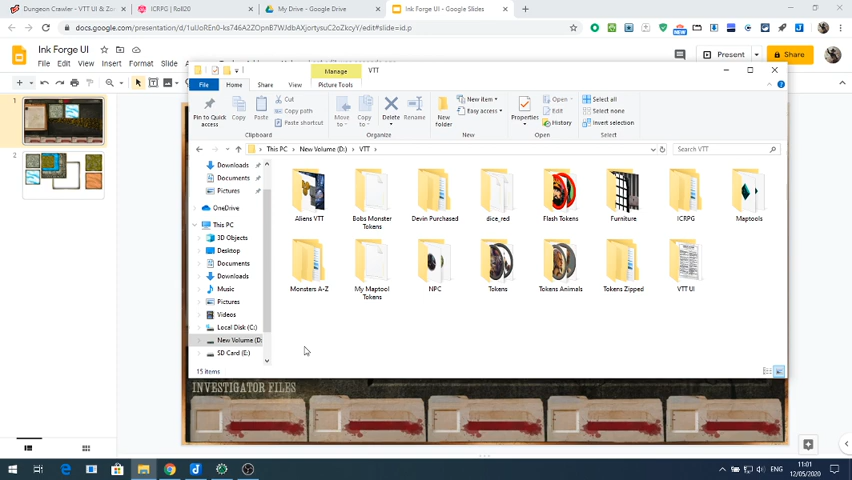 Dungeon Crawler - VTT UI & Zo
ICRPG | Roll20
My Drive - Google Drive
Ink Forge UI - Google Slides
docs.google.com/presentation/d/1uUoREn0-ks746A2ZOpnB7WgdbAXjortysuC2oZkcyY/edit#slide=id.p
Ink Forge UI
File Edit View Insert Format
Present
Share
Manage
VTT
File Home Share View Picture Tools
Pin to Quick access
Copy
Paste
Cut
Copy path
Paste shortcut
Move to
Copy to
Delete
Rename
New folder
New item
Easy access
Properties
Open
Edit
History
Select all
Select none
Invert selection
Clipboard Organize New Open Select
This PC > New Volume (D:) > VTT >
Search VTT
Downloads
Documents
Pictures
OneDrive
This PC
3D Objects
Desktop
Documents
Downloads
Music
Pictures
Videos
Local Disk (C:)
New Volume (D:
SD Card (E:)
Aliens VTT
Bobs Monster Tokens
Devin Purchased
dice_red
Flash Tokens
Furniture
ICRPG
Maptools
Monsters A-Z
My Maptool Tokens
NPC
Tokens
Tokens Animals
Tokens Zipped
VTT UI
15 items
INVESTIGATOR FILES
1
2
ENG
11:01
12/05/2020